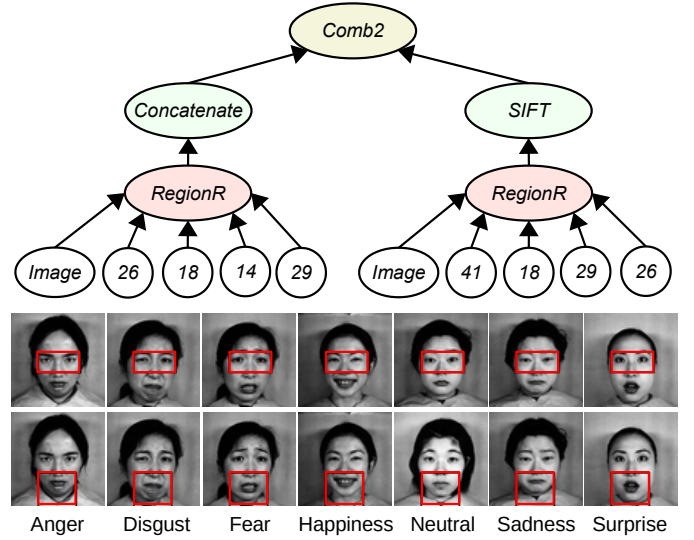 Comb2
Concatenate SIFT
RegionR RegionR
Image 26 18 14 29 Image 41 18 29 26
Anger Disgust Fear Happiness Neutral Sadness Surprise